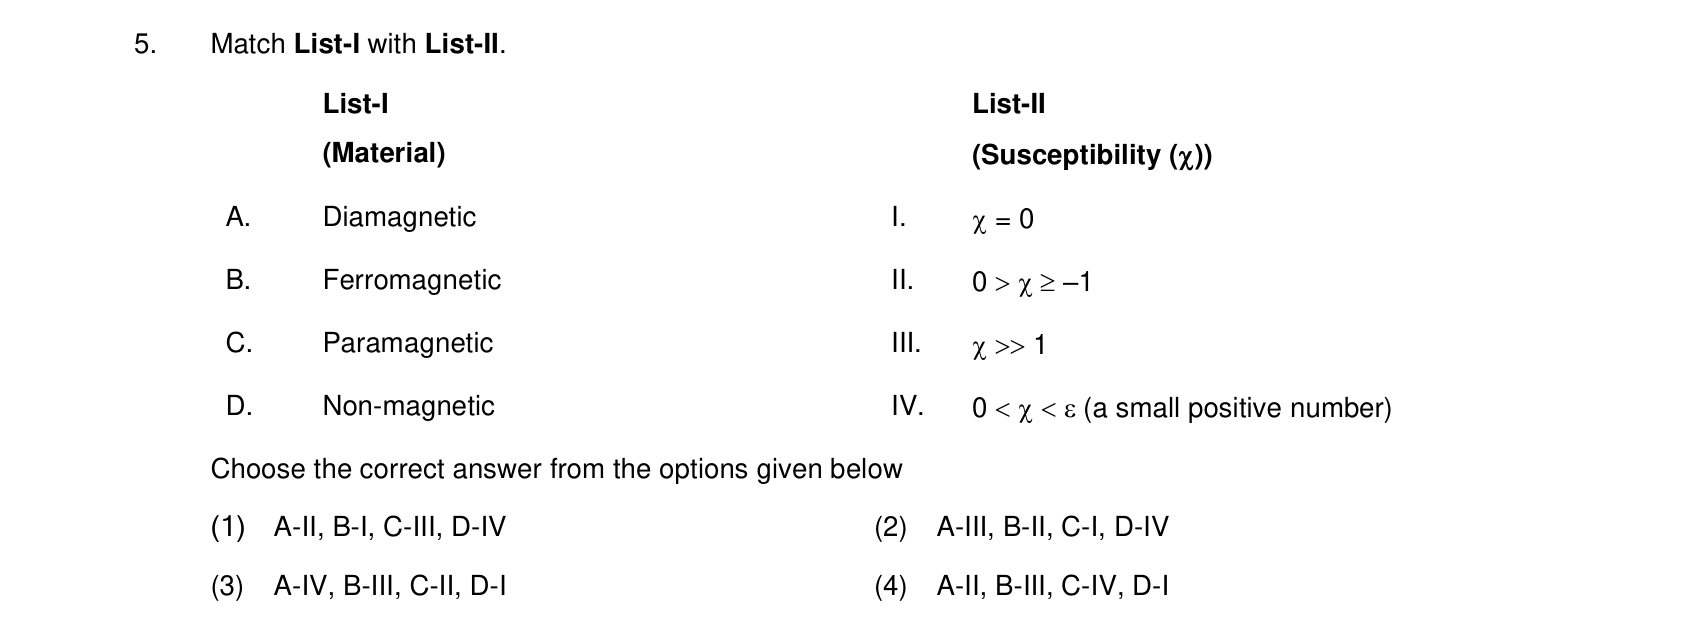 5. Match List-I with List-II.
List-I List-II
(Material) (Susceptibility (χ))
A. Diamagnetic I. χ = 0
B. Ferromagnetic II. 0 > χ ≥ –1
C. Paramagnetic III. χ >> 1
D. Non-magnetic IV. 0 < χ < ε (a small positive number)
Choose the correct answer from the options given below
(1) A-II, B-I, C-III, D-IV (2) A-III, B-II, C-I, D-IV
(3) A-IV, B-III, C-II, D-I (4) A-II, B-III, C-IV, D-I